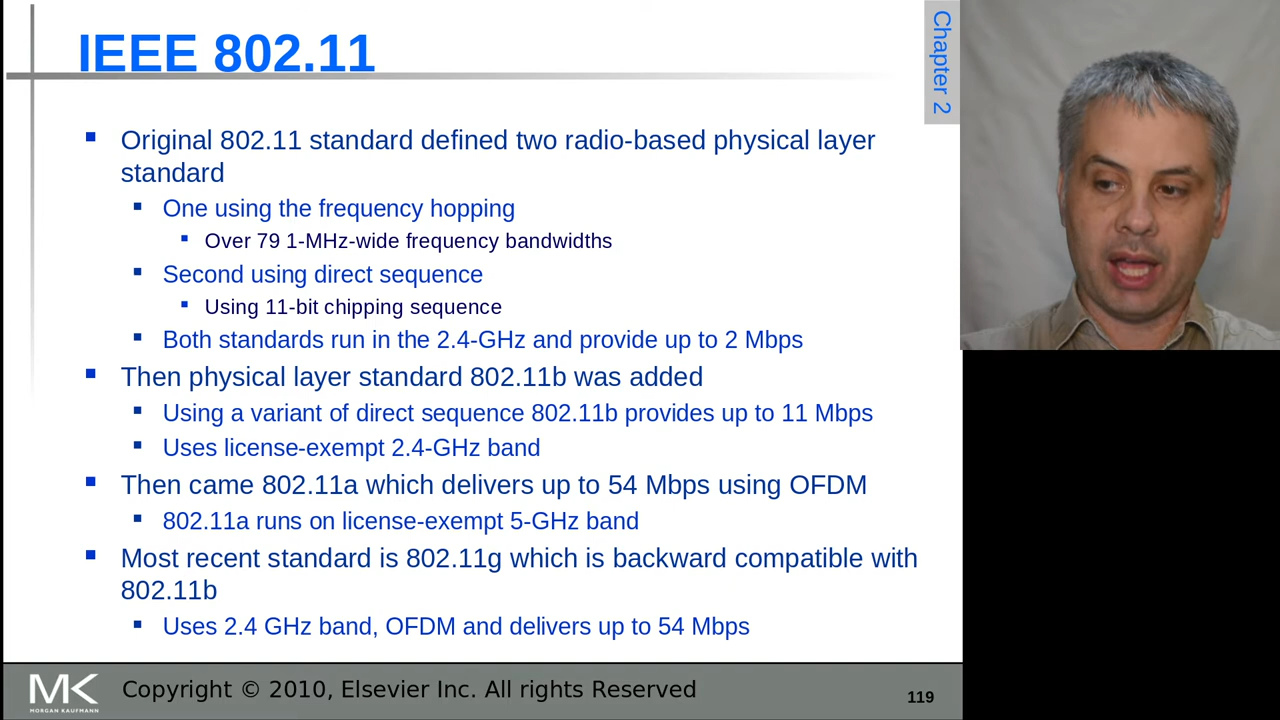 IEEE 802.11
Chapter 2
Original 802.11 standard defined two radio-based physical layer
standard
One using the frequency hopping
Over 79 1-MHz-wide frequency bandwidths
Second using direct sequence
Using 11-bit chipping sequence
Both standards run in the 2.4-GHz and provide up to 2 Mbps
Then physical layer standard 802.11b was added
Using a variant of direct sequence 802.11b provides up to 11 Mbps
Uses license-exempt 2.4-GHz band
Then came 802.11a which delivers up to 54 Mbps using OFDM
802.11a runs on license-exempt 5-GHz band
Most recent standard is 802.11g which is backward compatible with
802.11b
Uses 2.4 GHz band, OFDM and delivers up to 54 Mbps
MK
MORGAN KAUFMANN
Copyright © 2010, Elsevier Inc. All rights Reserved
119